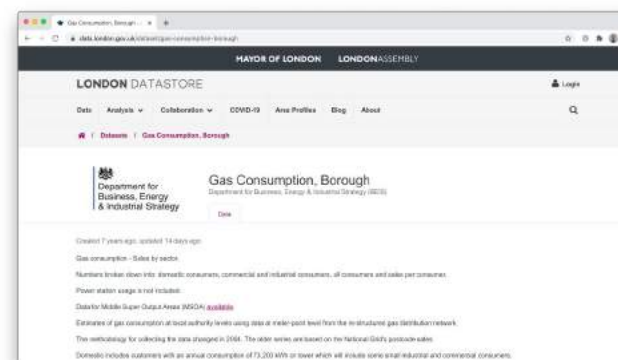 Gas Consumption, Borough
data.london.gov.uk/dataset/gas-consumption-borough
MAYOR OF LONDON LONDONASSEMBLY
LONDON DATASTORE
Login
Data Analysis Collaboration COVID-19 Area Profiles Blog About
/ Datasets / Gas Consumption, Borough
Department for
Business, Energy
& Industrial Strategy
Gas Consumption, Borough
Department for Business, Energy & Industrial Strategy (BEIS)
Data
Created 7 years ago, updated 14 days ago
Gas consumption - Sales by sector.
Numbers broken down into: domestic consumers, commercial and industrial consumers, all consumers and sales per consumer.
Power station usage is not included.
Data for Middle Super Output Areas (MSOA) available
Estimates of gas consumption at local authority levels using data at meter-point level from the re-structured gas distribution network.
The methodology for collecting the data changed in 2004. The older series are based on the National Grid's postcode sales.
Domestic includes customers with an annual consumption of 73,200 kWh or lower which will include some small industrial and commercial consumers.